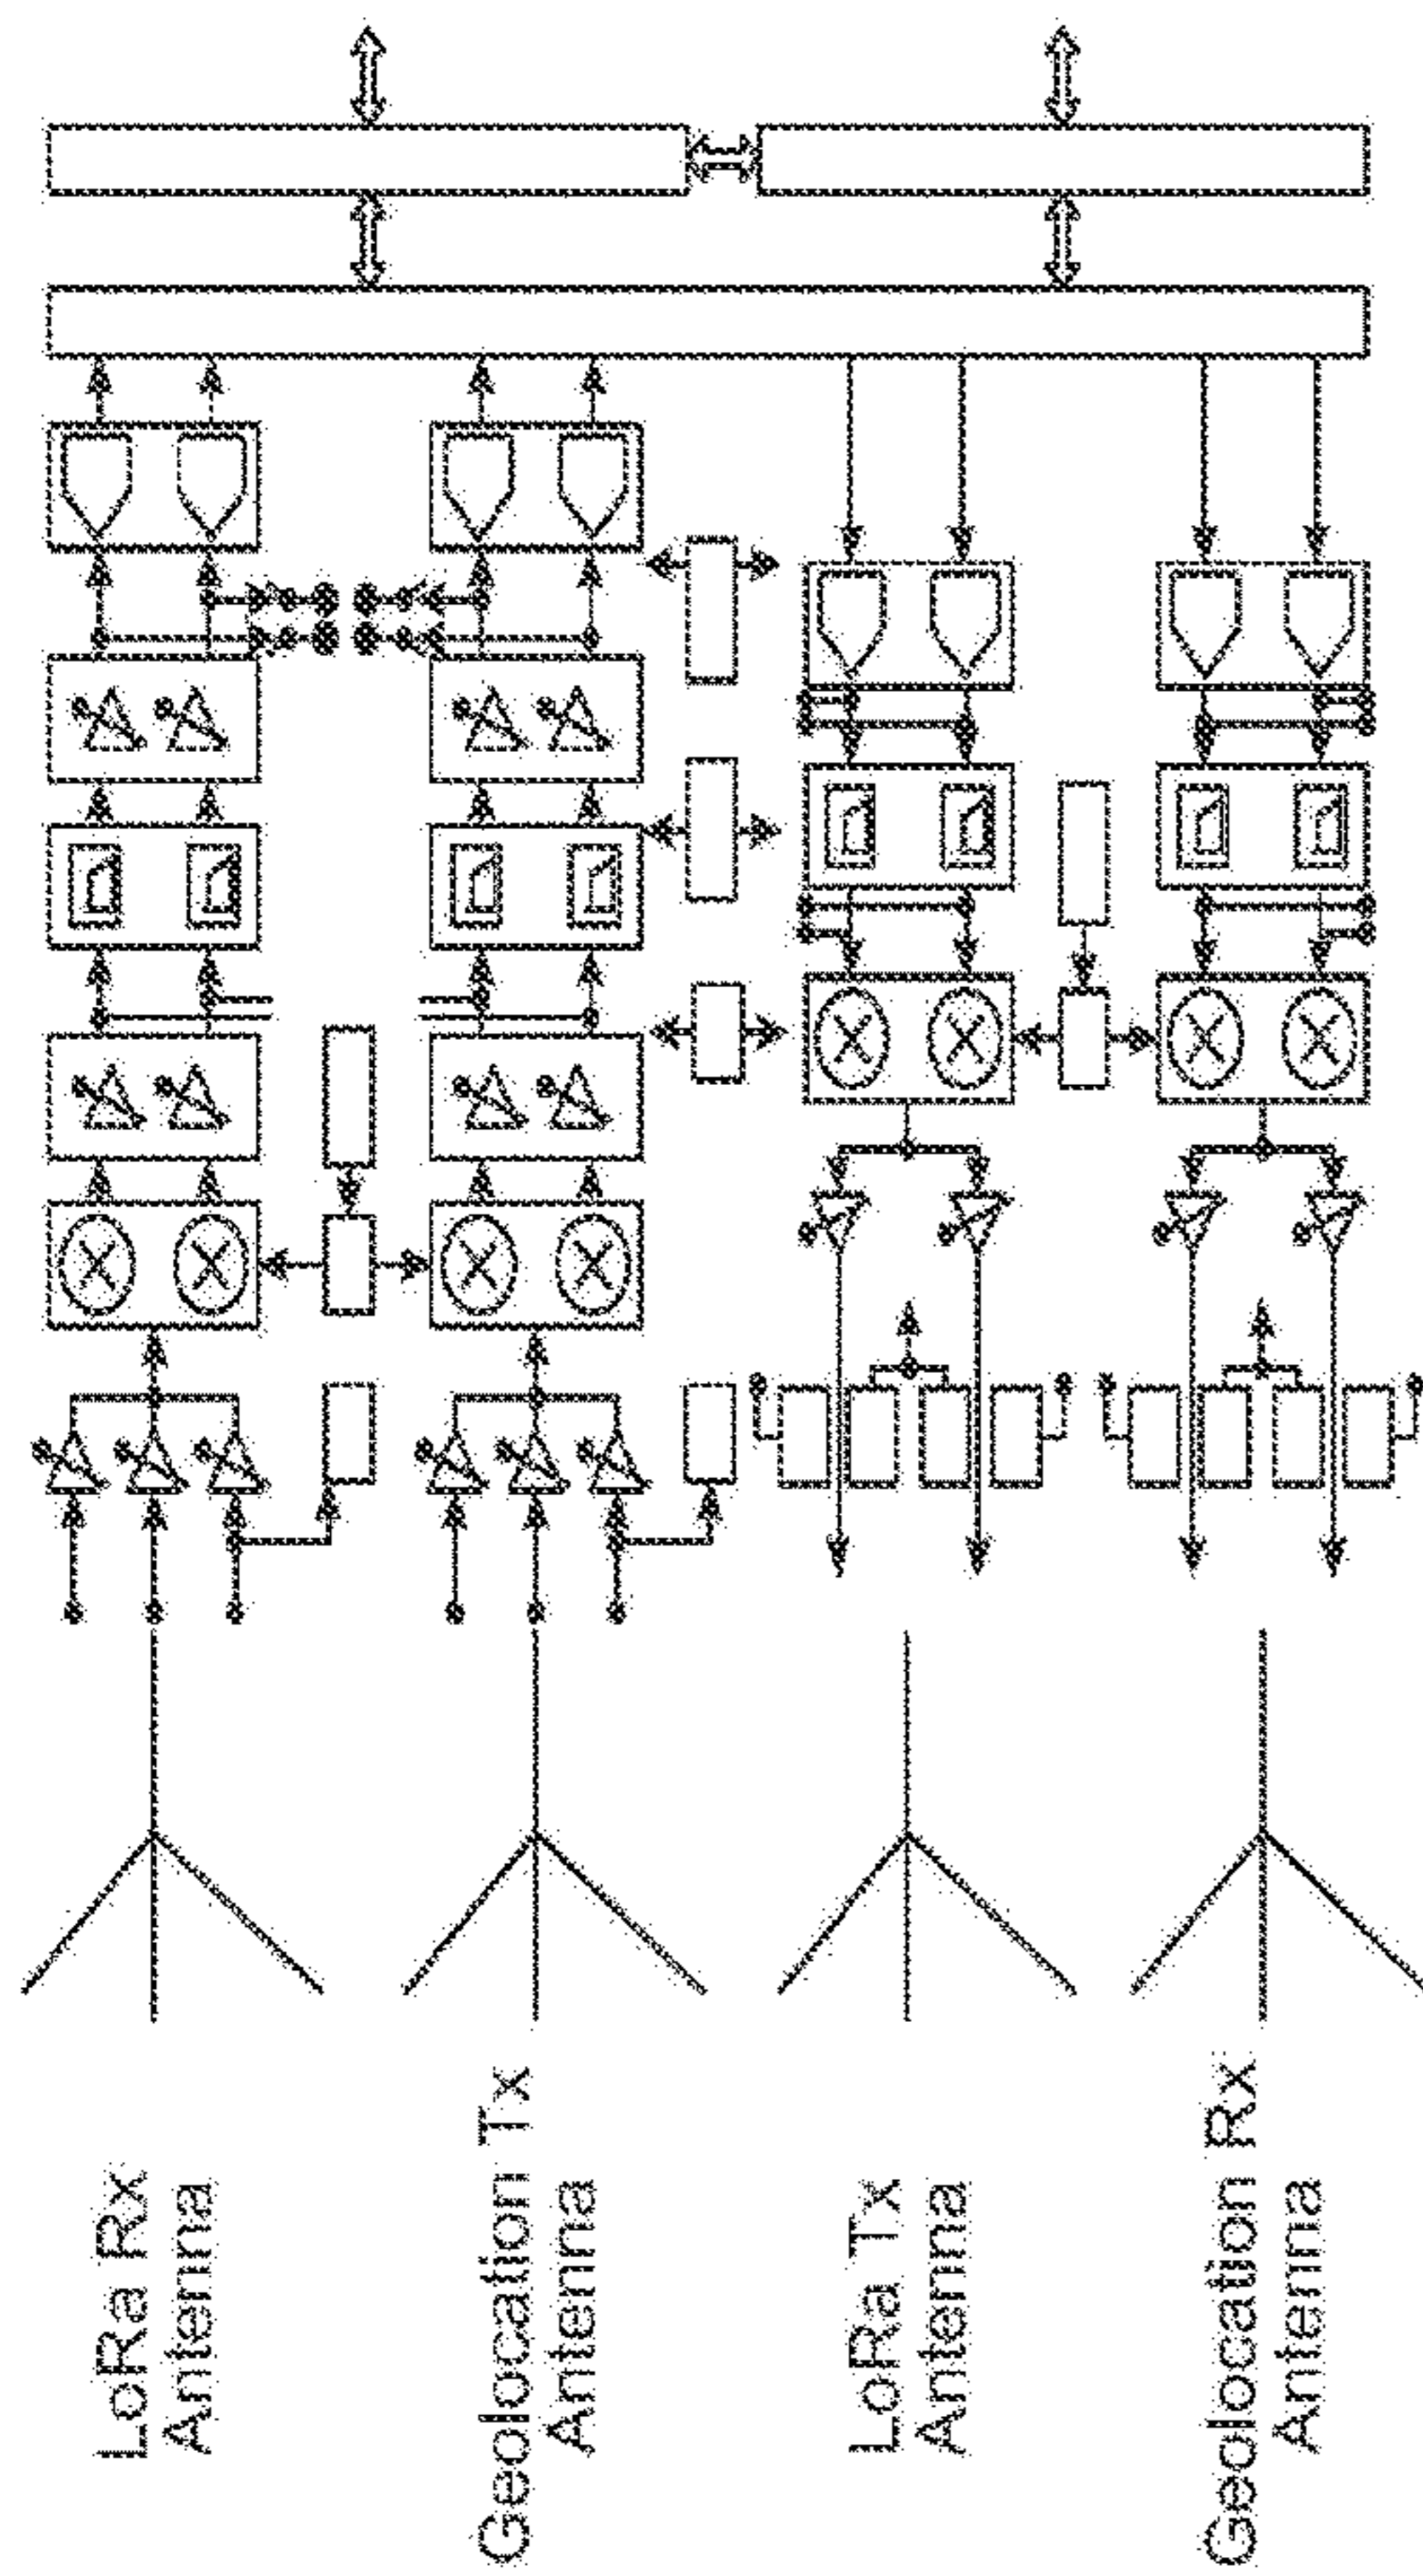 LoRa Rx
Antenna
Geolocation Tx
Antenna
LoRa Tx
Antenna
Geolocation Rx
Antenna